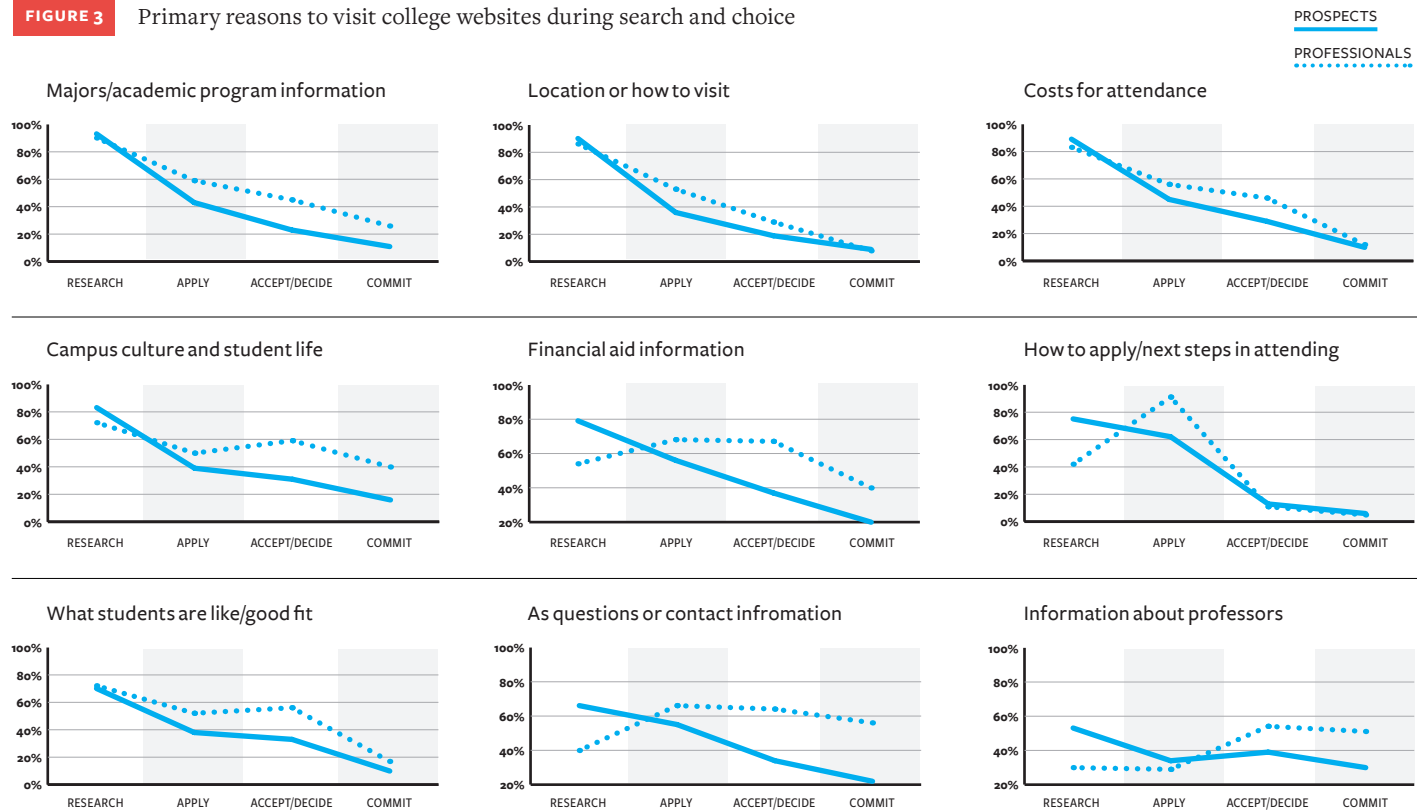 FIGURE 3 Primary reasons to visit college websites during search and choice
PROSPECTS
PROFESSIONALS
Majors/academic program information
100%
80%
60%
40%
20%
0%
RESEARCH APPLY ACCEPT/DECIDE COMMIT
Location or how to visit
100%
80%
60%
40%
20%
0%
RESEARCH APPLY ACCEPT/DECIDE COMMIT
Costs for attendance
100%
80%
60%
40%
20%
0%
RESEARCH APPLY ACCEPT/DECIDE COMMIT
Campus culture and student life
100%
80%
60%
40%
20%
0%
RESEARCH APPLY ACCEPT/DECIDE COMMIT
Financial aid information
100%
80%
60%
40%
20%
RESEARCH APPLY ACCEPT/DECIDE COMMIT
How to apply/next steps in attending
100%
80%
60%
40%
20%
0%
RESEARCH APPLY ACCEPT/DECIDE COMMIT
What students are like/good fit
100%
80%
60%
40%
20%
0%
RESEARCH APPLY ACCEPT/DECIDE COMMIT
As questions or contact infromation
100%
80%
60%
40%
20%
RESEARCH APPLY ACCEPT/DECIDE COMMIT
Information about professors
100%
80%
60%
40%
20%
RESEARCH APPLY ACCEPT/DECIDE COMMIT